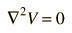 ∇²V = 0